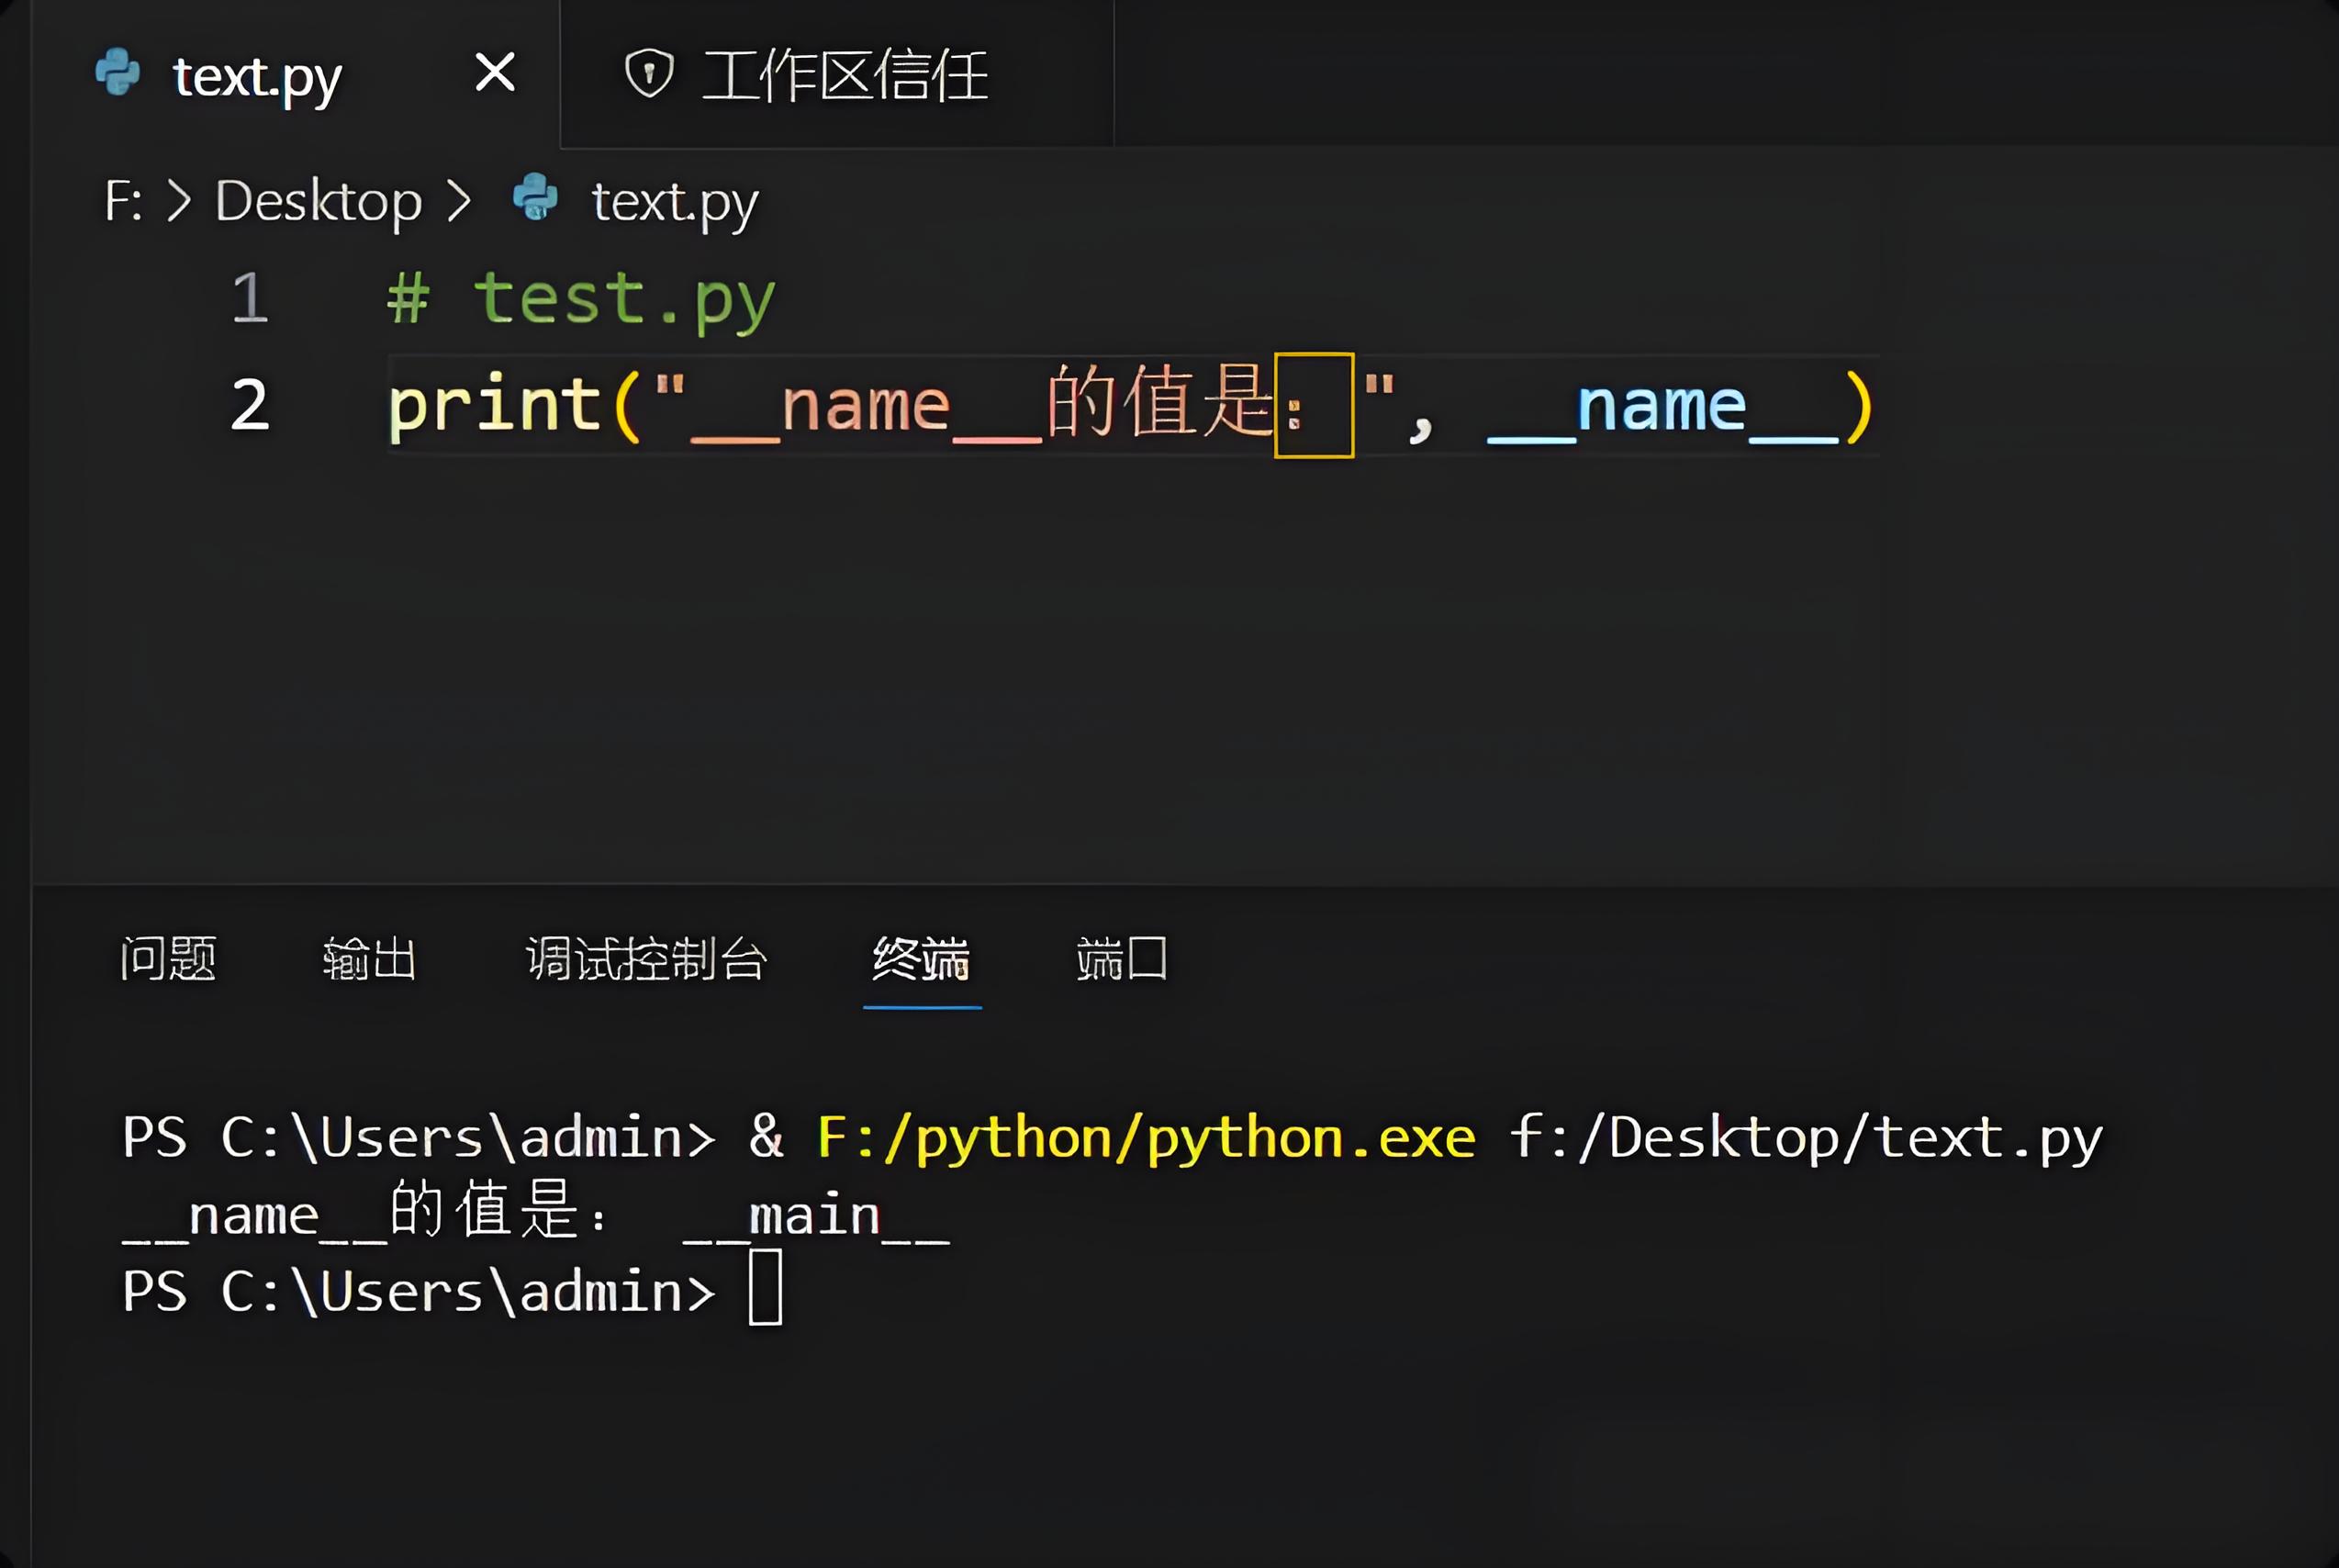 text.py
工作区信任
F: > Desktop > text.py
1 # test.py
2 print("__name__的值是：", __name__)
问题 输出 调试控制台 终端 端口
PS C:\Users\admin> & F:/python/python.exe f:/Desktop/text.py
__name__的值是： __main__
PS C:\Users\admin>